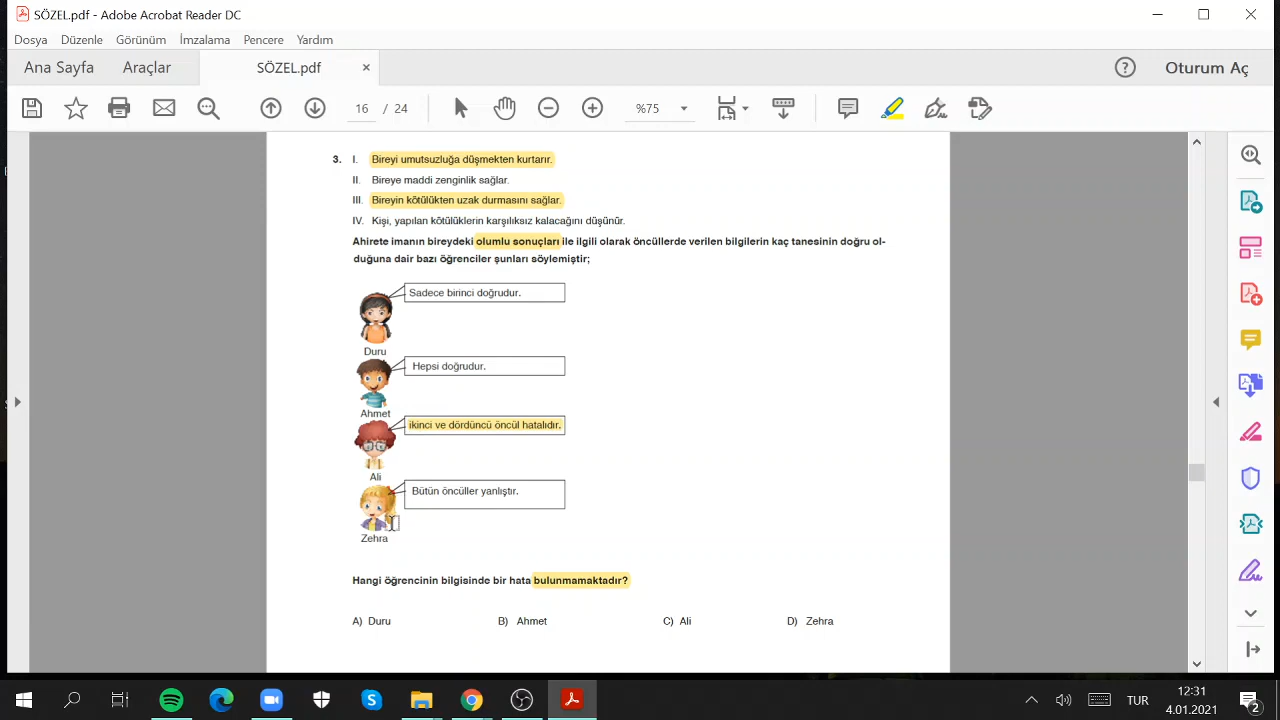 SÖZEL.pdf - Adobe Acrobat Reader DC
Dosya Düzenle Görünüm İmzalama Pencere Yardım
Ana Sayfa Araçlar SÖZEL.pdf × Oturum Aç
16 / 24 %75
3. I. Bireyi umutsuzluğa düşmekten kurtarır.
II. Bireye maddi zenginlik sağlar.
III. Bireyin kötülükten uzak durmasını sağlar.
IV. Kişi, yapılan kötülüklerin karşılıksız kalacağını düşünür.
Ahirete imanın bireydeki olumlu sonuçları ile ilgili olarak öncüllerde verilen bilgilerin kaç tanesinin doğru ol-
duğuna dair bazı öğrenciler şunları söylemiştir;
Sadece birinci doğrudur.
Duru
Hepsi doğrudur.
Ahmet
ikinci ve dördüncü öncül hatalıdır.
Ali
Bütün öncüller yanlıştır.
Zehra
Hangi öğrencinin bilgisinde bir hata bulunmamaktadır?
A) Duru B) Ahmet C) Ali D) Zehra
TUR
12:31
4.01.2021
2